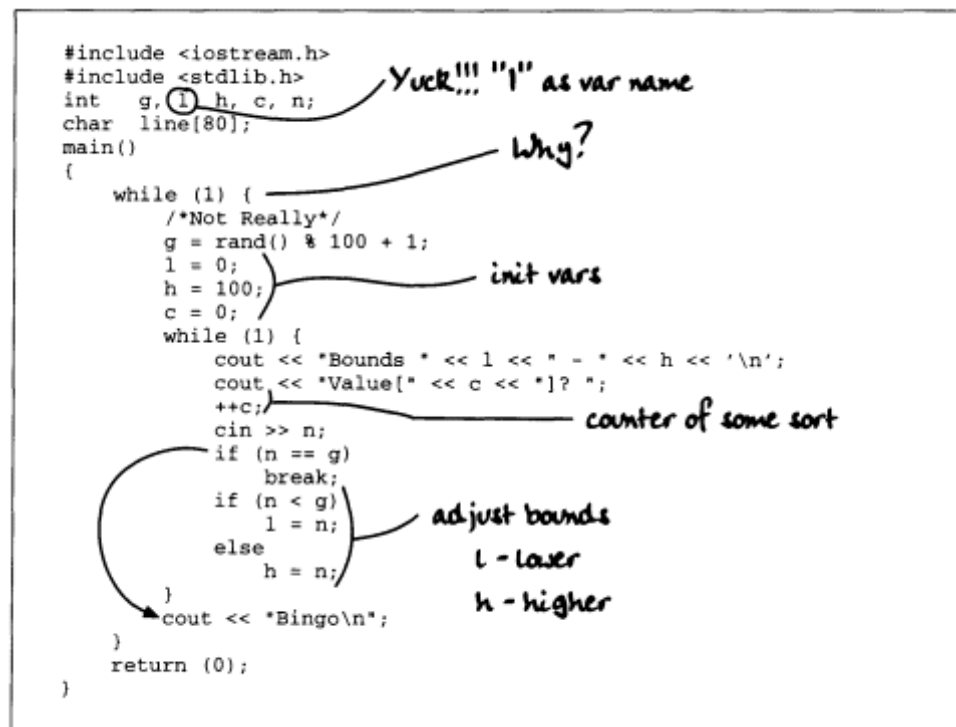 #include <iostream.h>
#include <stdlib.h>
Yuck!!! "l" as var name
int   g, l, h, c, n;
char  line[80];
main()
Why?
{
    while (1) {
        /*Not Really*/
        g = rand() % 100 + 1;
        l = 0;
init vars
        h = 100;
        c = 0;
        while (1) {
            cout << "Bounds " << l << " - " << h << '\n';
            cout << "Value[" << c << "]? ";
            ++c;
counter of some sort
            cin >> n;
            if (n == g)
                break;
            if (n < g)
                l = n;
            else
                h = n;
adjust bounds
l - lower
h - higher
        }
        cout << "Bingo\n";
    }
    return (0);
}